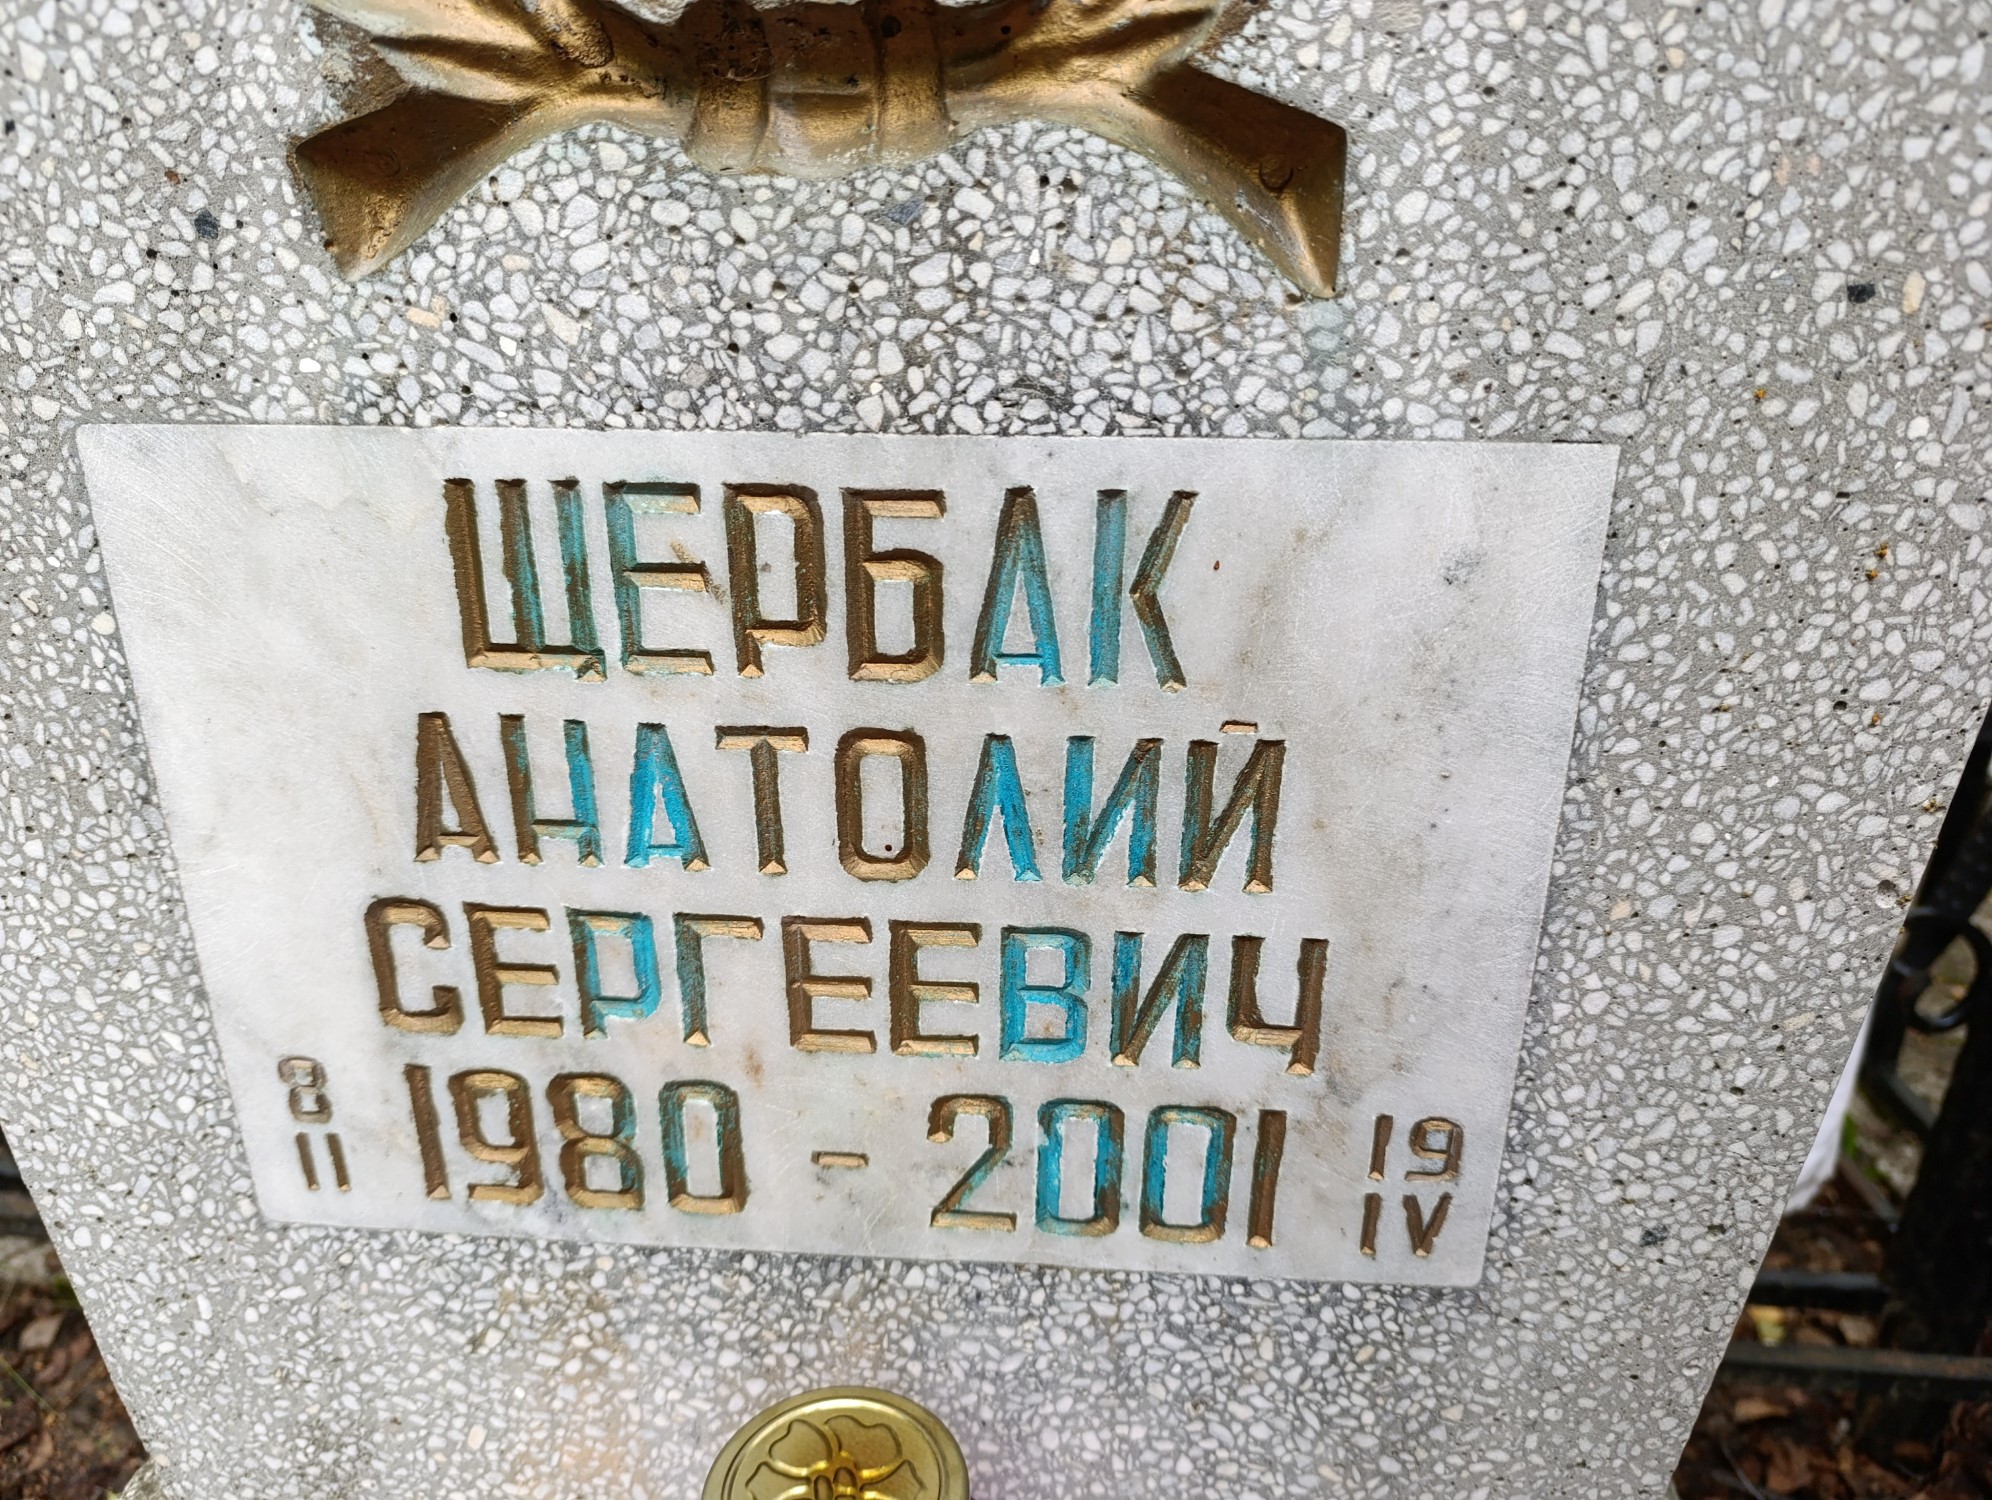 ЩЕРБАК
АНАТОЛИЙ
СЕРГЕЕВИЧ
8 II 1980 - 2001 19 IV